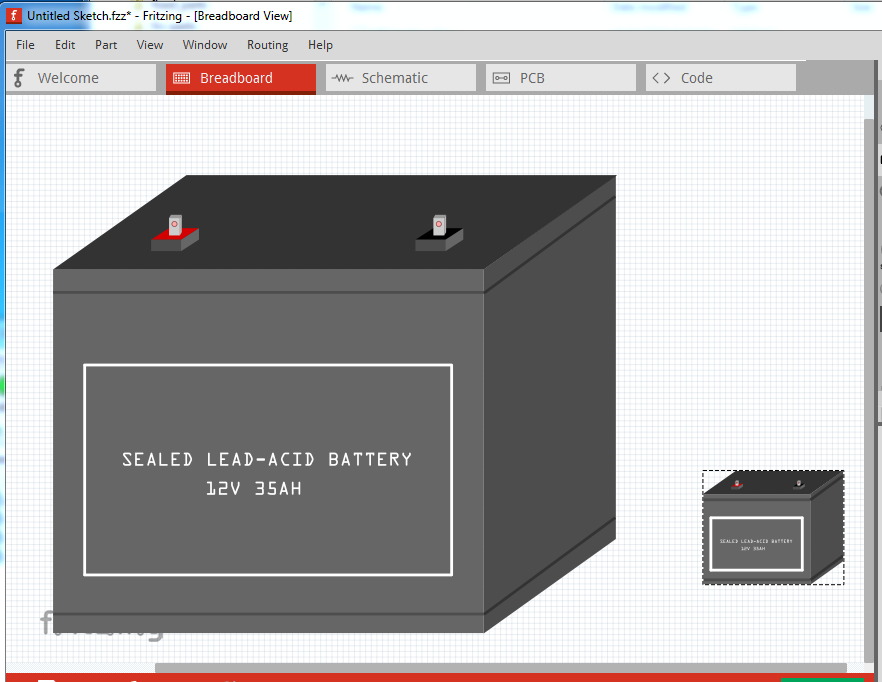 Untitled Sketch.fzz* - Fritzing - [Breadboard View]
File Edit Part View Window Routing Help
Welcome Breadboard Schematic PCB Code
SEALED LEAD-ACID BATTERY
12V 35AH
SEALED LEAD-ACID BATTERY
12V 35AH
fritzing